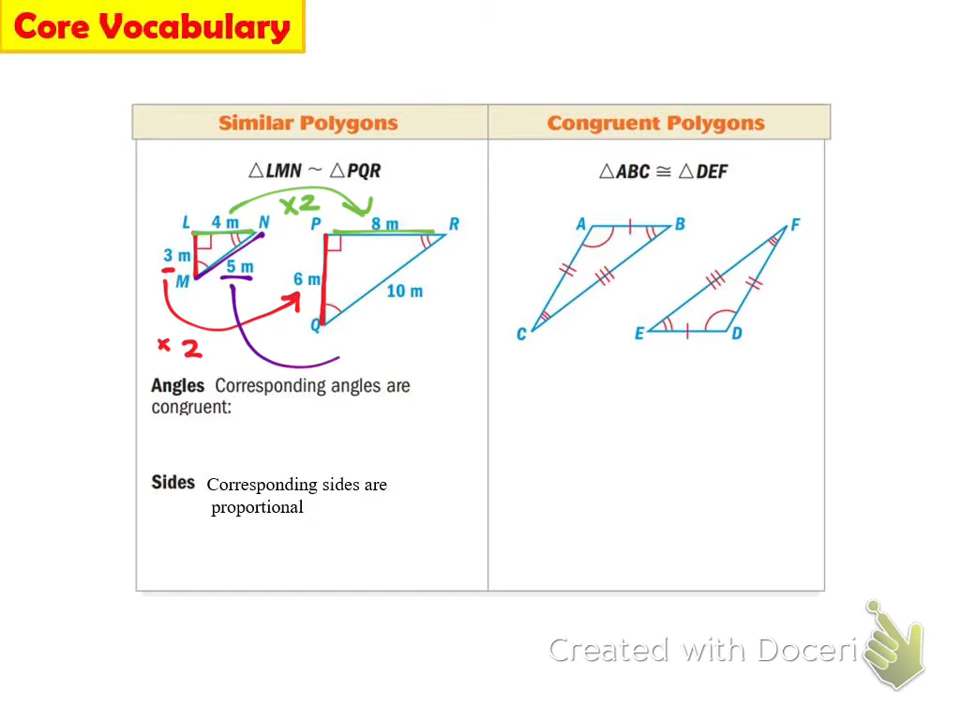 Core Vocabulary
Similar Polygons
Congruent Polygons
△LMN ~ △PQR
△ABC ≅ △DEF
L 4 m N
×2
P 8 m R
3 m
M
5 m
6 m
10 m
Q
× 2
A B
C
F
E D
Angles Corresponding angles are
congruent:
Sides Corresponding sides are
proportional
Created with Doceri